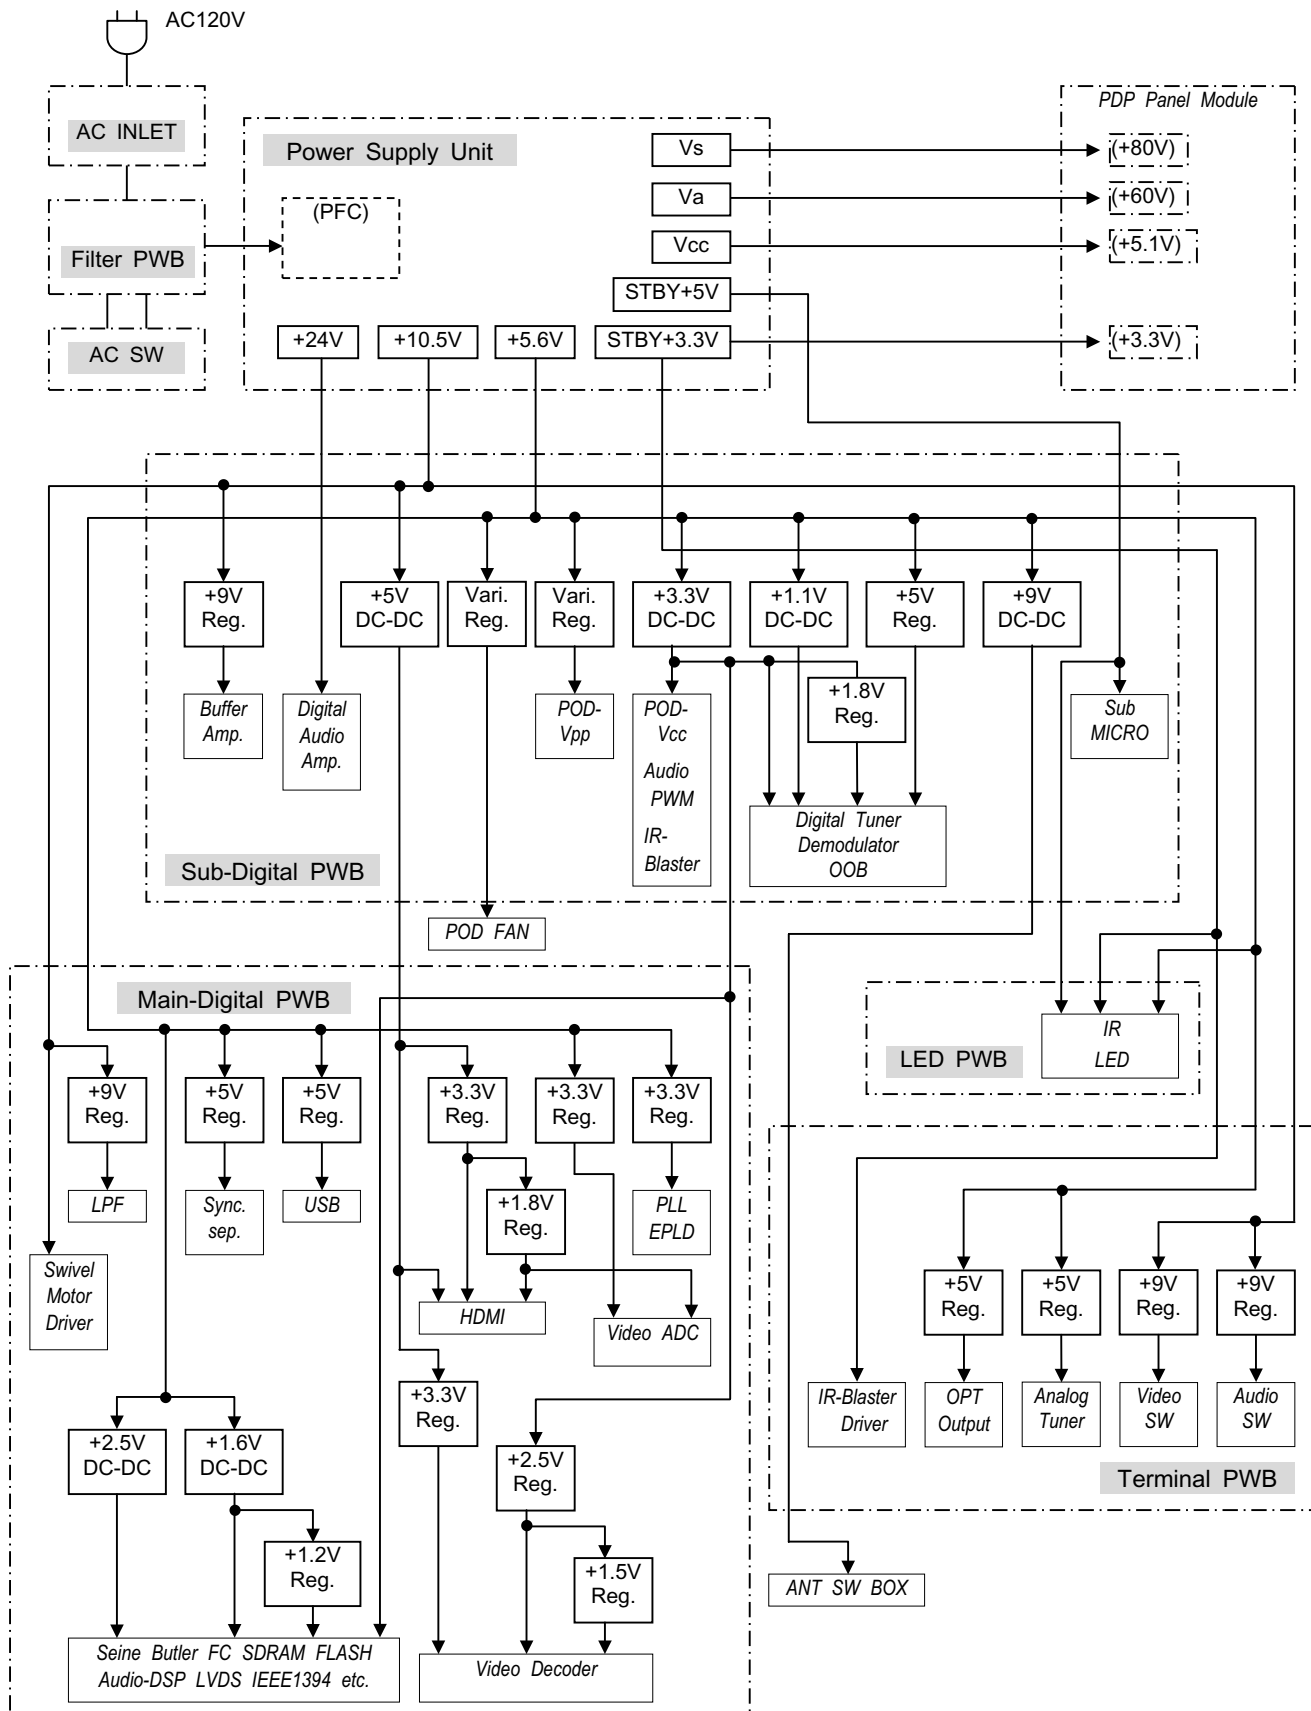 AC120V
AC INLET
Filter PWB
AC SW
Power Supply Unit
(PFC)
Vs
Va
Vcc
STBY+5V
+24V
+10.5V
+5.6V
STBY+3.3V
PDP Panel Module
(+80V)
(+60V)
(+5.1V)
(+3.3V)
+9V
Reg.
+5V
DC-DC
Vari.
Reg.
Vari.
Reg.
+3.3V
DC-DC
+1.1V
DC-DC
+5V
Reg.
+9V
DC-DC
+1.8V
Reg.
Buffer
Amp.
Digital
Audio
Amp.
POD-
Vpp
POD-
Vcc
Audio
PWM
IR-
Blaster
Digital Tuner
Demodulator
OOB
Sub
MICRO
Sub-Digital PWB
POD FAN
Main-Digital PWB
+9V
Reg.
+5V
Reg.
+5V
Reg.
+3.3V
Reg.
+3.3V
Reg.
+3.3V
Reg.
LPF
Sync.
sep.
USB
+1.8V
Reg.
PLL
EPLD
Swivel
Motor
Driver
HDMI
Video ADC
+3.3V
Reg.
+2.5V
DC-DC
+1.6V
DC-DC
+2.5V
Reg.
+1.2V
Reg.
+1.5V
Reg.
Seine Butler FC SDRAM FLASH
Audio-DSP LVDS IEEE1394 etc.
Video Decoder
LED PWB
IR
LED
+5V
Reg.
+5V
Reg.
+9V
Reg.
+9V
Reg.
IR-Blaster
Driver
OPT
Output
Analog
Tuner
Video
SW
Audio
SW
Terminal PWB
ANT SW BOX